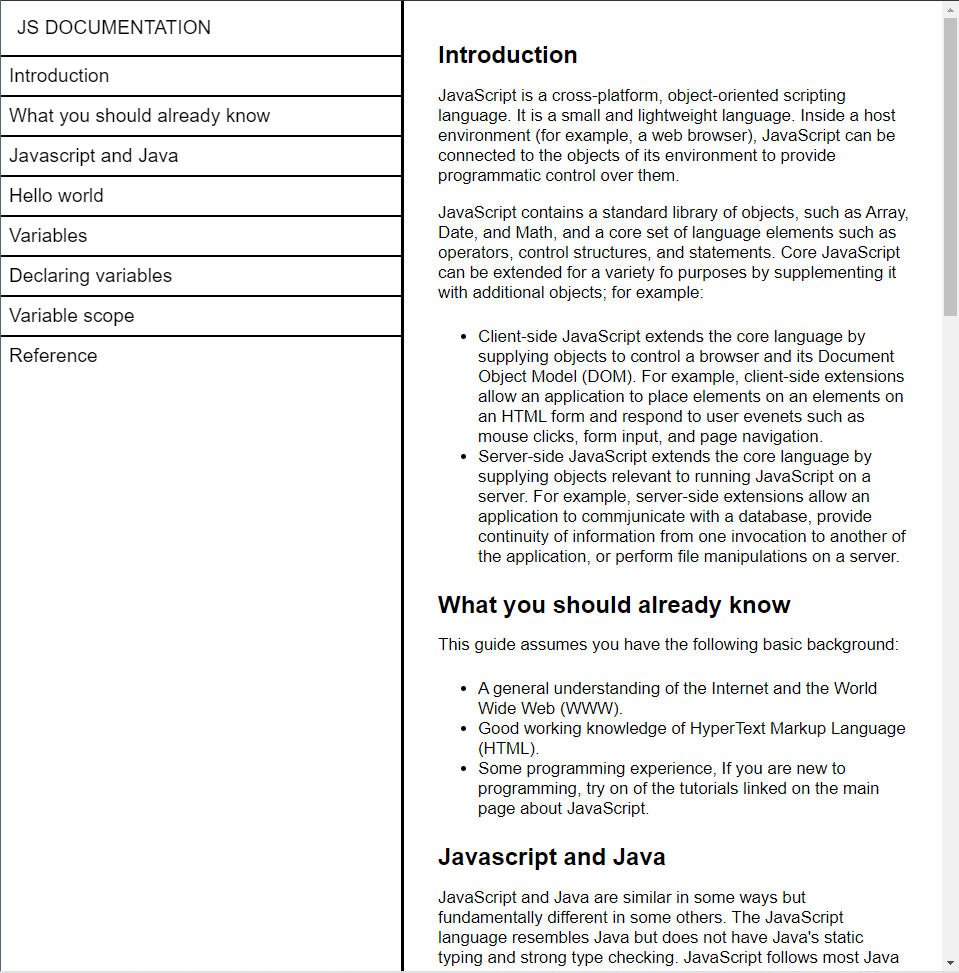 JS DOCUMENTATION
Introduction
What you should already know
Javascript and Java
Hello world
Variables
Declaring variables
Variable scope
Reference
Introduction
JavaScript is a cross-platform, object-oriented scripting
language. It is a small and lightweight language. Inside a host
environment (for example, a web browser), JavaScript can be
connected to the objects of its environment to provide
programmatic control over them.
JavaScript contains a standard library of objects, such as Array,
Date, and Math, and a core set of language elements such as
operators, control structures, and statements. Core JavaScript
can be extended for a variety fo purposes by supplementing it
with additional objects; for example:
• Client-side JavaScript extends the core language by
supplying objects to control a browser and its Document
Object Model (DOM). For example, client-side extensions
allow an application to place elements on an elements on
an HTML form and respond to user evenets such as
mouse clicks, form input, and page navigation.
• Server-side JavaScript extends the core language by
supplying objects relevant to running JavaScript on a
server. For example, server-side extensions allow an
application to commjunicate with a database, provide
continuity of information from one invocation to another of
the application, or perform file manipulations on a server.
What you should already know
This guide assumes you have the following basic background:
• A general understanding of the Internet and the World
Wide Web (WWW).
• Good working knowledge of HyperText Markup Language
(HTML).
• Some programming experience, If you are new to
programming, try on of the tutorials linked on the main
page about JavaScript.
Javascript and Java
JavaScript and Java are similar in some ways but
fundamentally different in some others. The JavaScript
language resembles Java but does not have Java's static
typing and strong type checking. JavaScript follows most Java